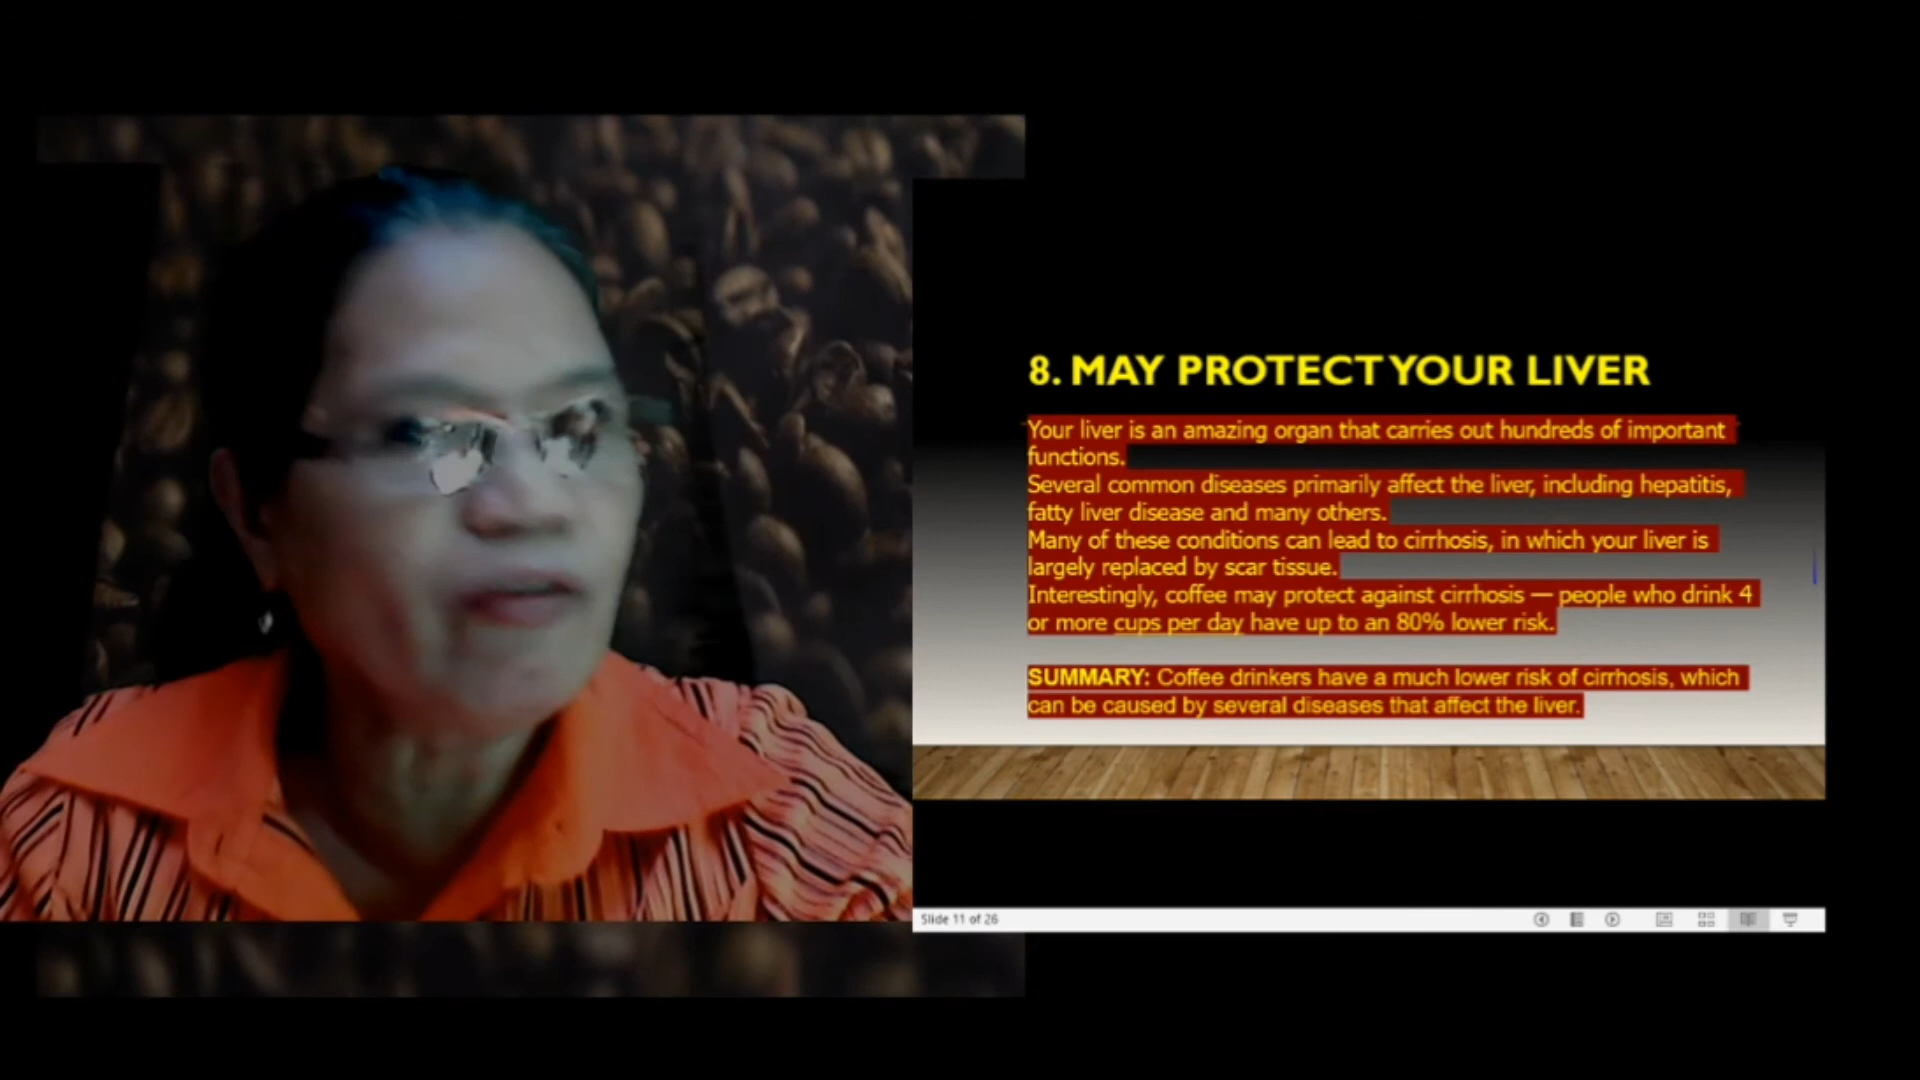 8. MAY PROTECT YOUR LIVER
Your liver is an amazing organ that carries out hundreds of important
functions.
Several common diseases primarily affect the liver, including hepatitis,
fatty liver disease and many others.
Many of these conditions can lead to cirrhosis, in which your liver is
largely replaced by scar tissue.
Interestingly, coffee may protect against cirrhosis — people who drink 4
or more cups per day have up to an 80% lower risk.
SUMMARY: Coffee drinkers have a much lower risk of cirrhosis, which
can be caused by several diseases that affect the liver.
Slide 11 of 26